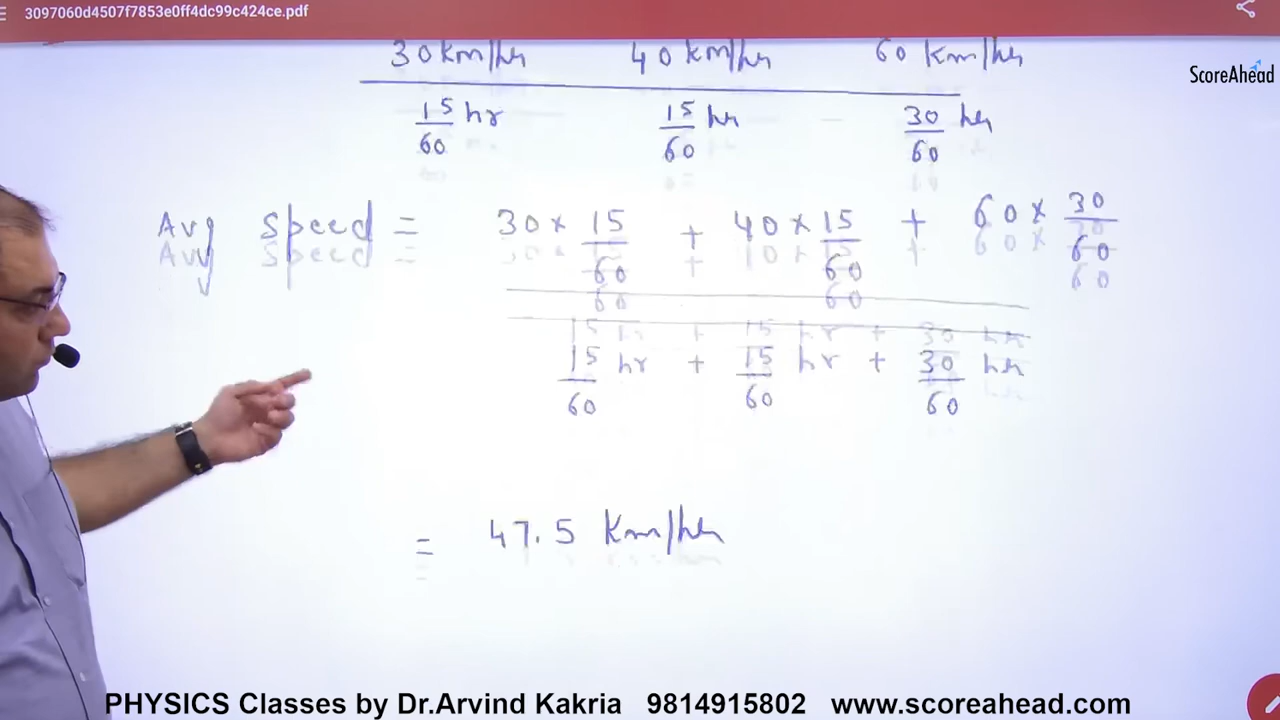 3097060d4507f7853e0ff4dc99c424ce.pdf
ScoreAhead
30 km/hr 40 km/hr 60 km/hr
15/60 hr 15/60 hr 30/60 hr
Avg Speed = 30 × 15/60 + 40 × 15/60 + 60 × 30/60
15/60 hr + 15/60 hr + 30/60 hr
= 47.5 Km/hr
PHYSICS Classes by Dr.Arvind Kakria 9814915802 www.scoreahead.com